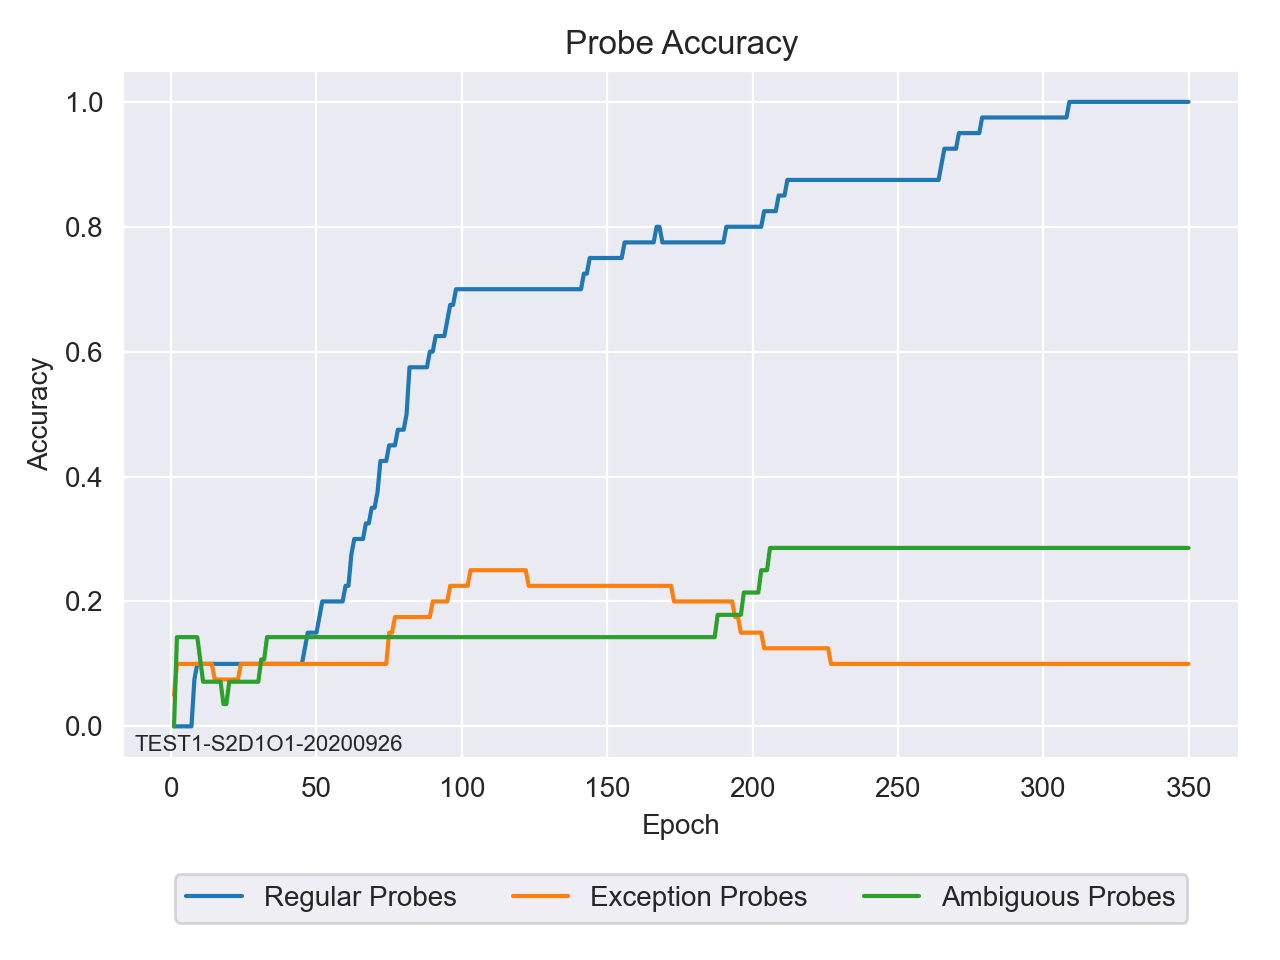 Probe Accuracy
Accuracy
1.0
0.8
0.6
0.4
0.2
0.0
TEST1-S2D1O1-20200926
0 50 100 150 200 250 300 350
Epoch
Regular Probes Exception Probes Ambiguous Probes